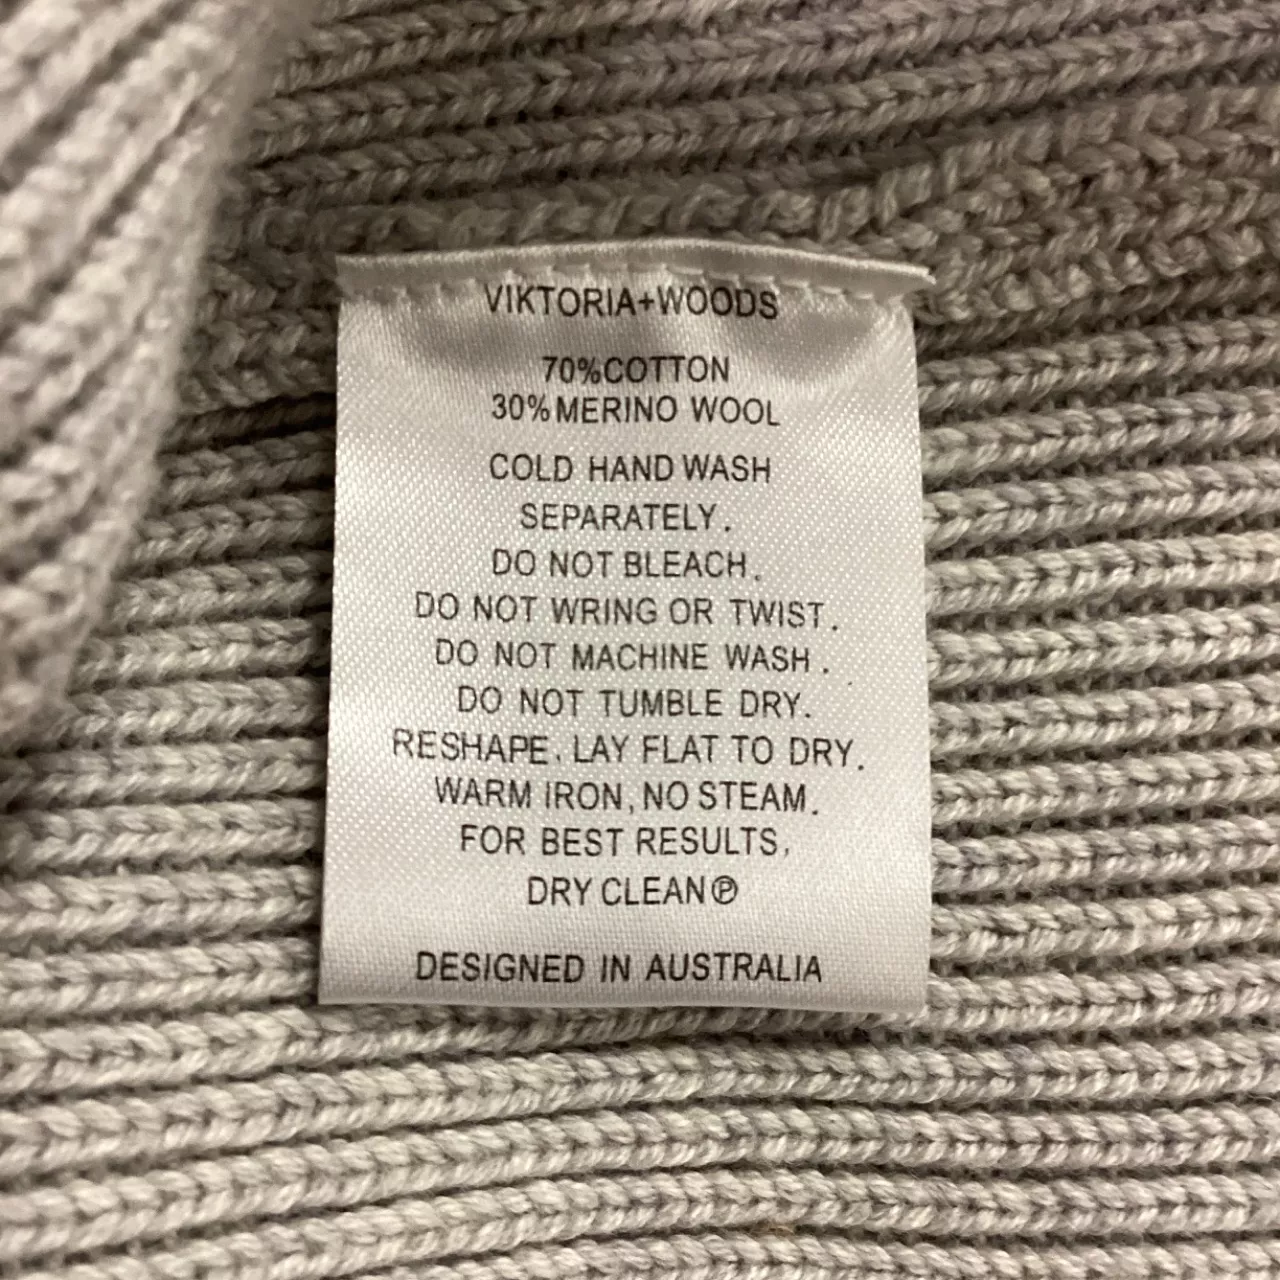 VIKTORIA+WOODS
70%COTTON
30%MERINO WOOL
COLD HAND WASH
SEPARATELY.
DO NOT BLEACH.
DO NOT WRING OR TWIST.
DO NOT MACHINE WASH.
DO NOT TUMBLE DRY.
RESHAPE. LAY FLAT TO DRY.
WARM IRON, NO STEAM.
FOR BEST RESULTS,
DRY CLEANⓅ
DESIGNED IN AUSTRALIA